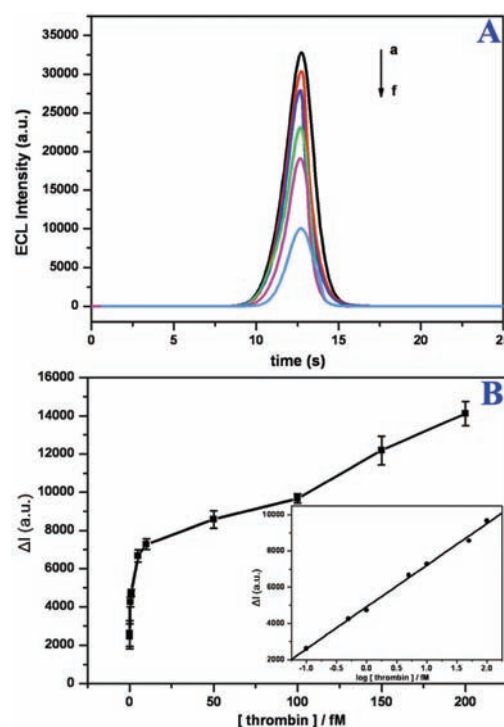 A
35000
30000
25000
20000
15000
10000
5000
0
ECL Intensity (a.u.)
a
f
0 5 10 15 20 25
time (s)
B
16000
14000
12000
10000
8000
6000
4000
2000
0
ΔI (a.u.)
0 50 100 150 200
[ thrombin ] / fM
10000
8000
6000
4000
2000
ΔI (a.u.)
-1.0 -0.5 0.0 0.5 1.0 1.5 2.0
log [ thrombin ] / fM